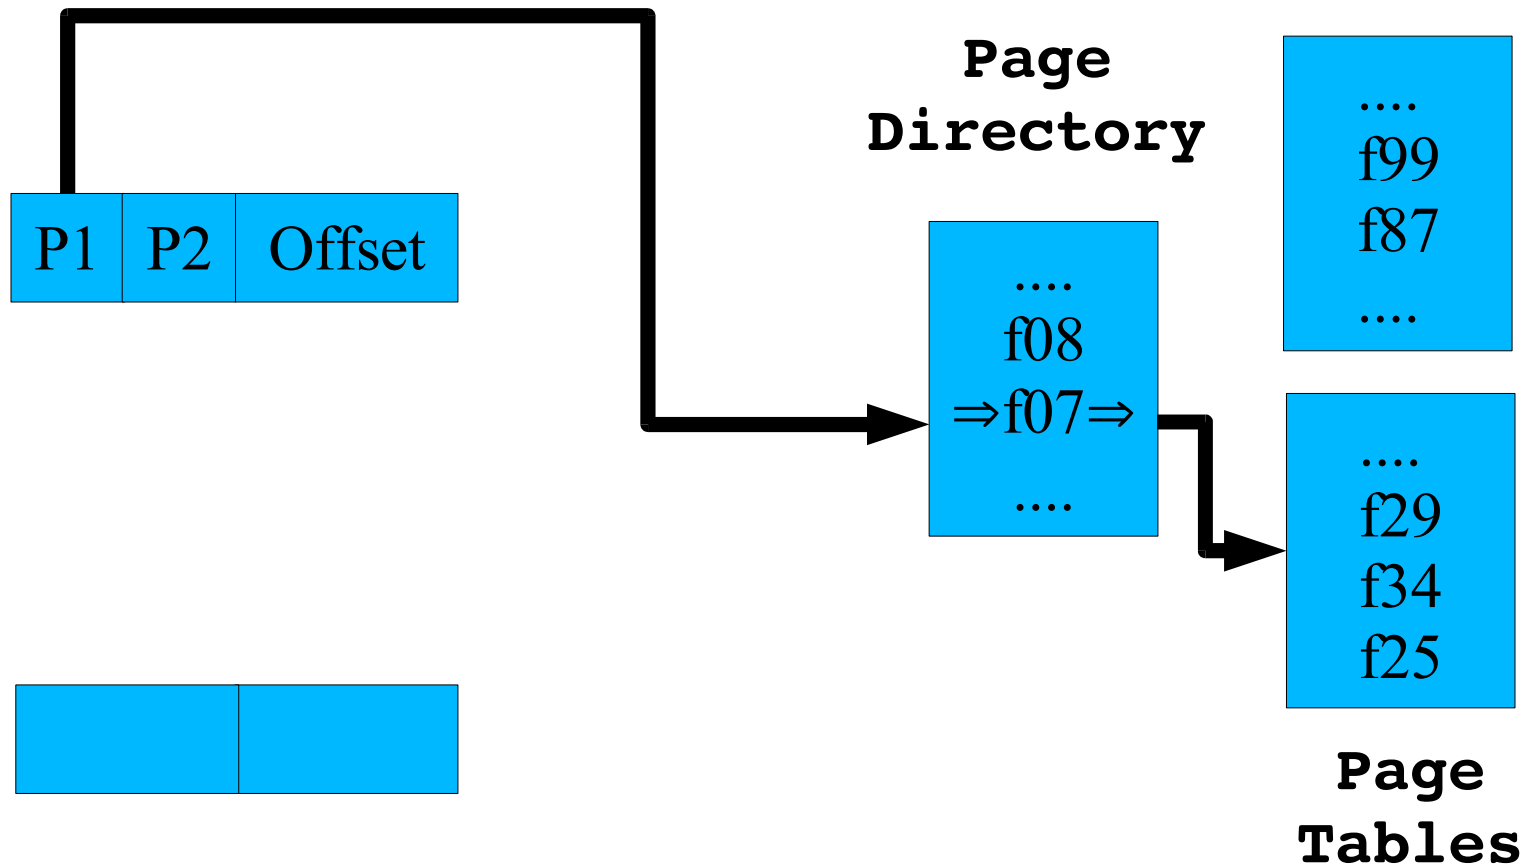 Page
Directory
P1 P2 Offset
....
f08
⇒f07⇒
....
....
f99
f87
....
....
f29
f34
f25
Page
Tables